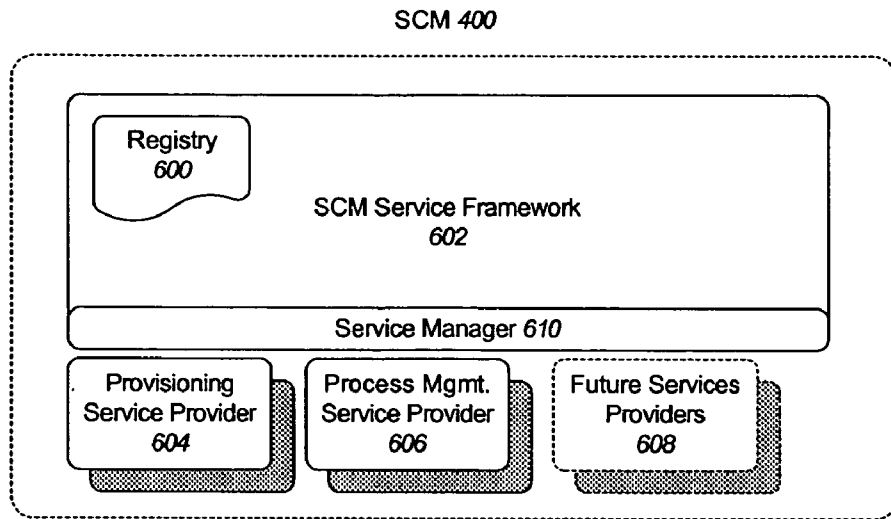 SCM 400
Registry
600
SCM Service Framework
602
Service Manager 610
Provisioning
Service Provider
604
Process Mgmt.
Service Provider
606
Future Services
Providers
608